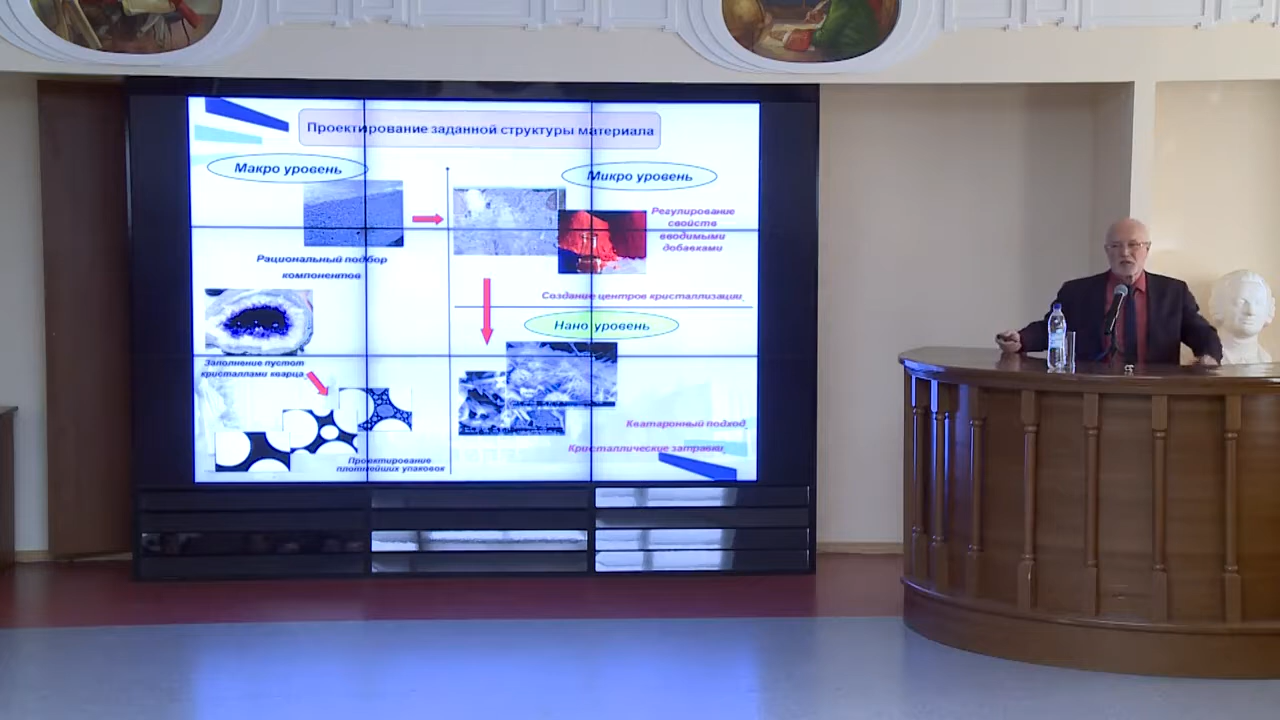 Проектирование заданной структуры материала
Макро уровень
Рациональный подбор
компонентов
Заполнение пустот
кристаллами кварца
Проектирование
плотнейших упаковок
Микро уровень
Регулирование
свойств
вводимыми
добавками
Создание центров кристаллизации
Нано уровень
Кватаронный подход
Кристаллические затравки